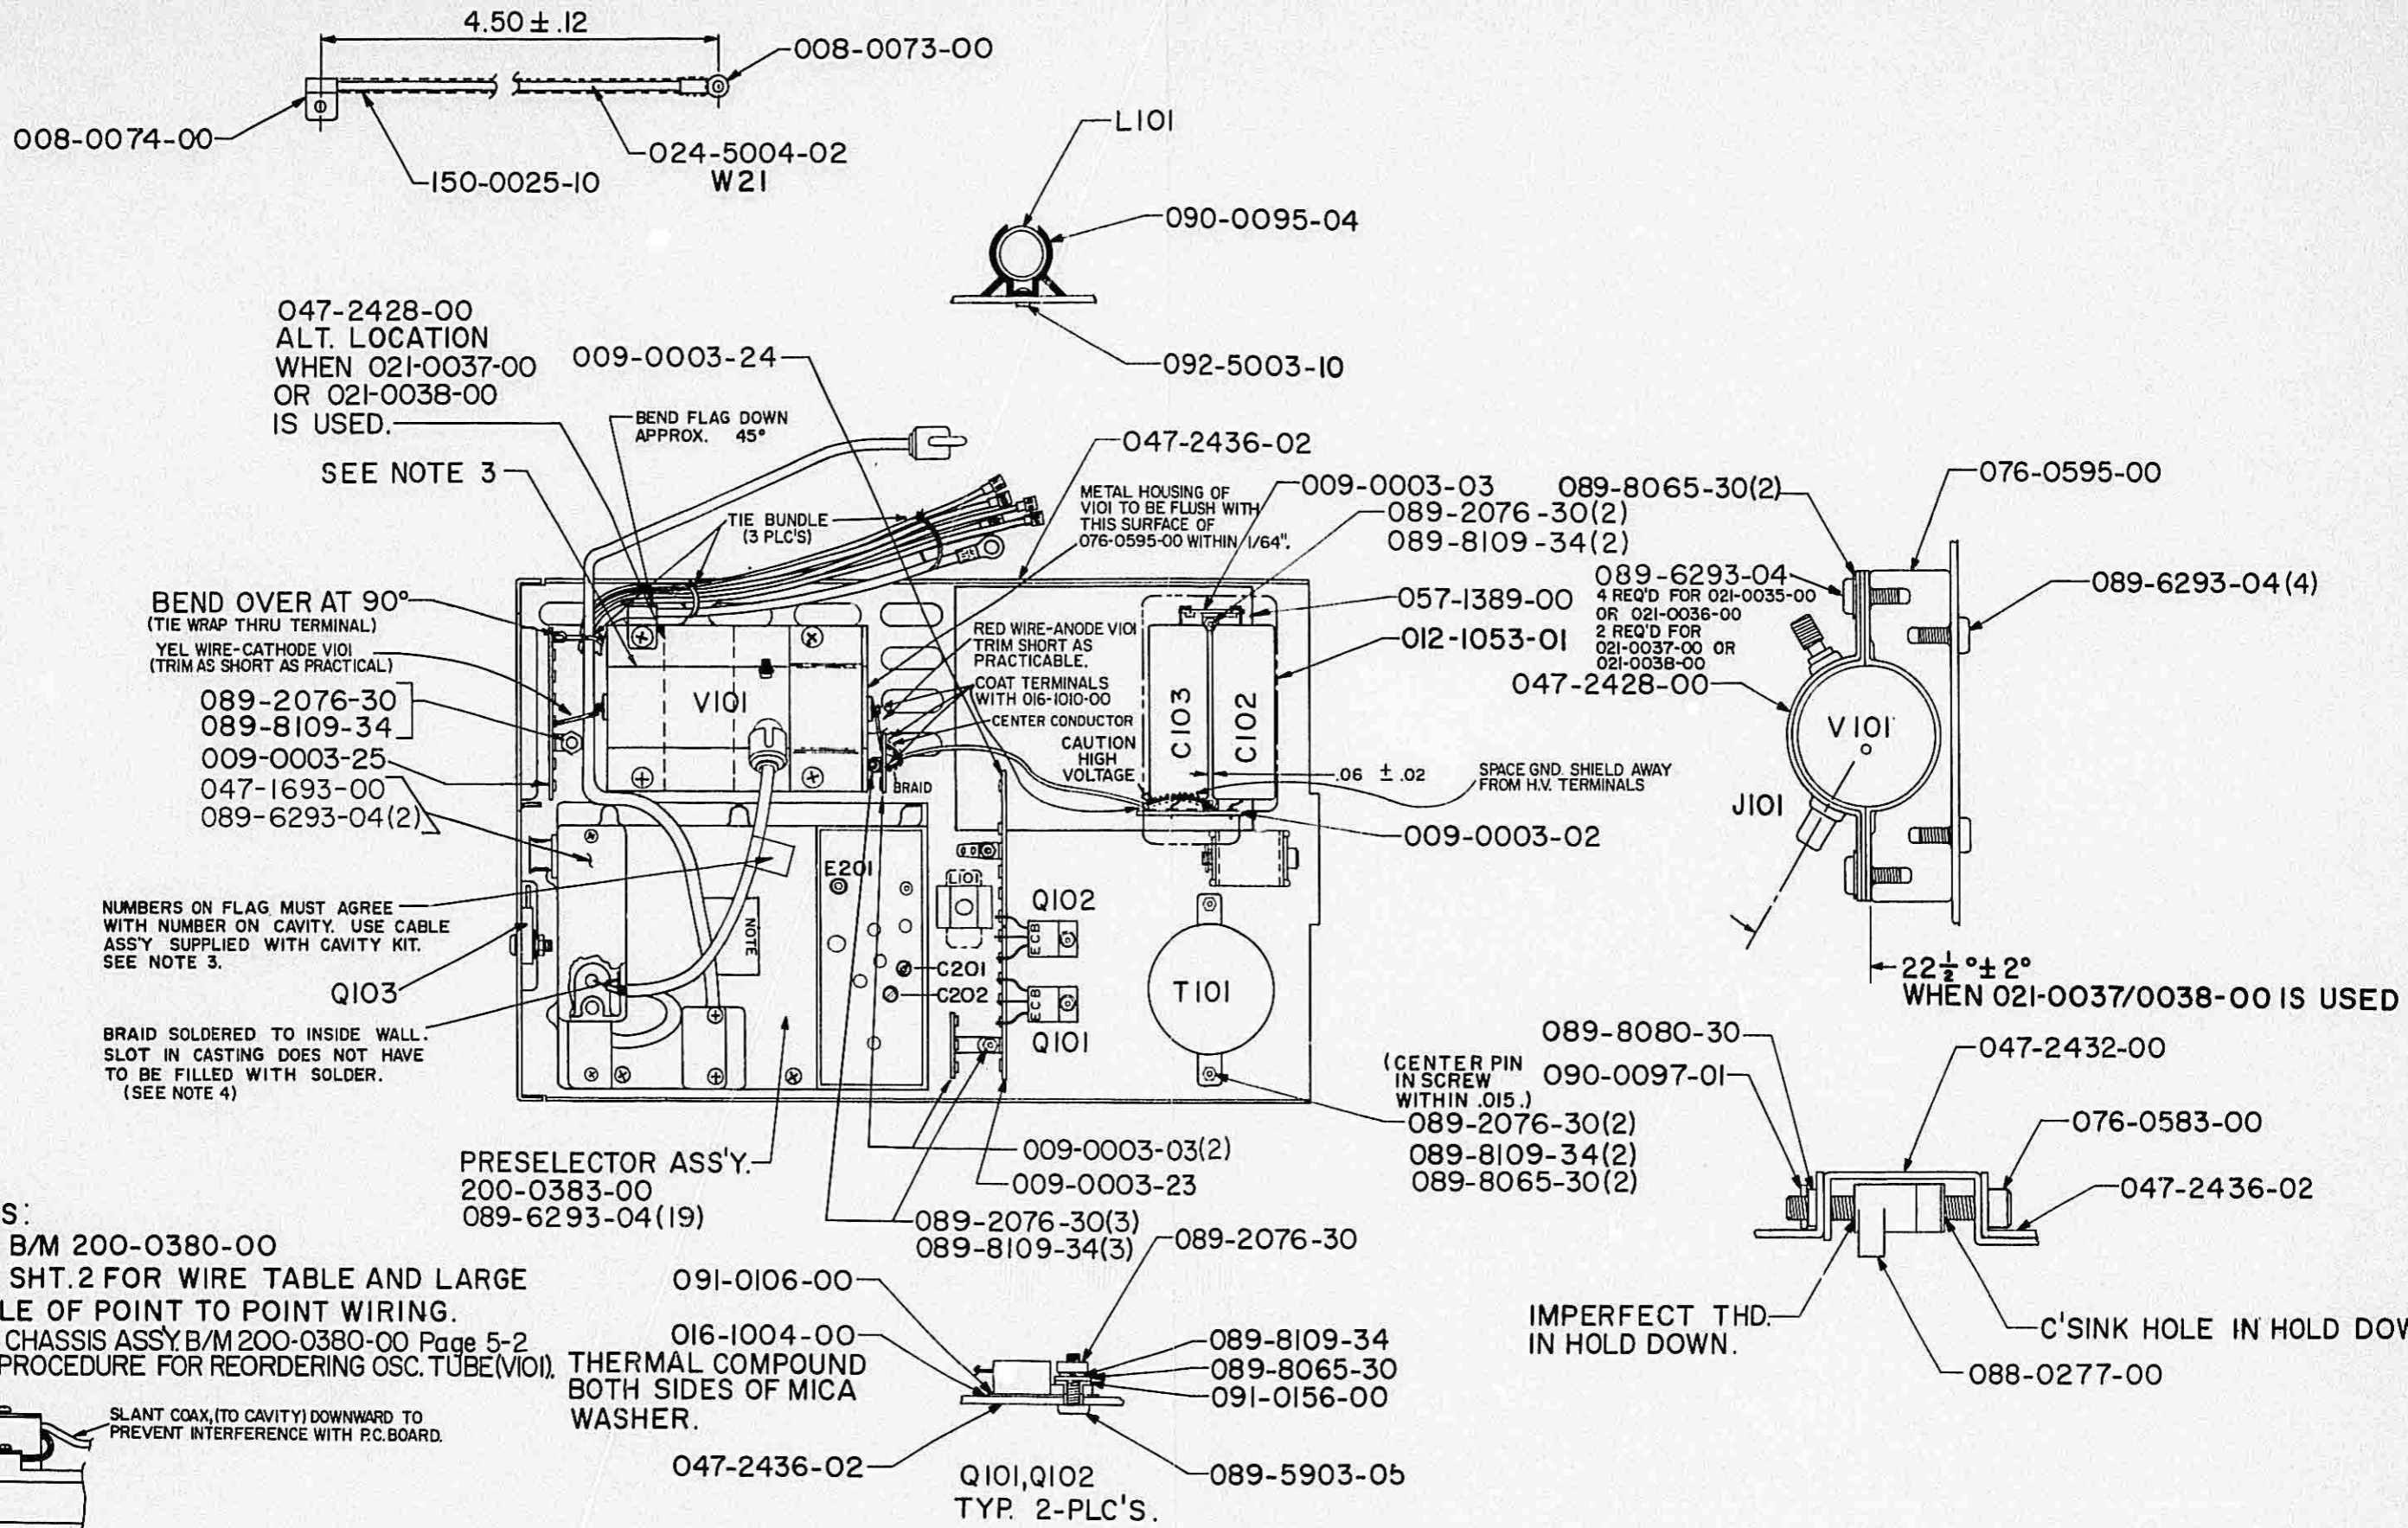 4.50 ± .12
008-0073-00
008-0074-00
024-5004-02
W21
150-0025-10
L101
090-0095-04
092-5003-10
047-2428-00
ALT. LOCATION
WHEN 021-0037-00
OR 021-0038-00
IS USED.
009-0003-24
BEND FLAG DOWN
APPROX. 45°
SEE NOTE 3
047-2436-02
TIE BUNDLE
(3 PLC'S)
METAL HOUSING OF
V101 TO BE FLUSH WITH
THIS SURFACE OF
076-0595-00 WITHIN 1/64".
009-0003-03
089-2076-30(2)
089-8109-34(2)
089-8065-30(2)
076-0595-00
089-6293-04
4 REQ'D FOR 021-0035-00
OR 021-0036-00
2 REQ'D FOR
021-0037-00 OR
021-0038-00
089-6293-04(4)
047-2428-00
V101
J101
22½°±2°
WHEN 021-0037/0038-00 IS USED
BEND OVER AT 90°
(TIE WRAP THRU TERMINAL)
YEL WIRE-CATHODE V101
(TRIM AS SHORT AS PRACTICAL)
089-2076-30
089-8109-34
009-0003-25
047-1693-00
089-6293-04(2)
V101
RED WIRE-ANODE V101
TRIM SHORT AS
PRACTICABLE.
COAT TERMINALS
WITH 016-1010-00
CENTER CONDUCTOR
CAUTION
HIGH
VOLTAGE
BRAID
057-1389-00
012-1053-01
C103
C102
.06 ± .02
SPACE GND. SHIELD AWAY
FROM H.V. TERMINALS
009-0003-02
NUMBERS ON FLAG MUST AGREE
WITH NUMBER ON CAVITY. USE CABLE
ASS'Y SUPPLIED WITH CAVITY KIT.
SEE NOTE 3.
Q103
BRAID SOLDERED TO INSIDE WALL.
SLOT IN CASTING DOES NOT HAVE
TO BE FILLED WITH SOLDER.
(SEE NOTE 4)
NOTE
E201
L101
C201
C202
Q102
E C B
E C B
Q101
T101
(CENTER PIN
IN SCREW
WITHIN .015.)
089-2076-30(2)
089-8109-34(2)
089-8065-30(2)
089-8080-30
090-0097-01
047-2432-00
076-0583-00
047-2436-02
IMPERFECT THD.
IN HOLD DOWN.
C'SINK HOLE IN HOLD DOW
088-0277-00
PRESELECTOR ASS'Y.
200-0383-00
089-6293-04(19)
009-0003-03(2)
009-0003-23
089-2076-30(3)
089-8109-34(3)
S:
B/M 200-0380-00
SHT.2 FOR WIRE TABLE AND LARGE
LE OF POINT TO POINT WIRING.
CHASSIS ASS'Y. B/M 200-0380-00 Page 5-2
PROCEDURE FOR REORDERING OSC. TUBE(V101).
SLANT COAX,(TO CAVITY) DOWNWARD TO
PREVENT INTERFERENCE WITH P.C. BOARD.
091-0106-00
016-1004-00
THERMAL COMPOUND
BOTH SIDES OF MICA
WASHER.
047-2436-02
089-2076-30
089-8109-34
089-8065-30
091-0156-00
089-5903-05
Q101,Q102
TYP. 2-PLC'S.